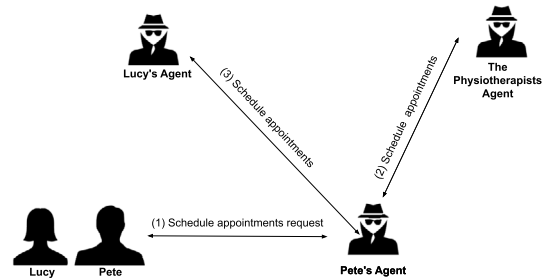 Lucy's Agent
The
Physiotherapists
Agent
(3) Schedule appointments
(2) Schedule appointments
(1) Schedule appointments request
Lucy
Pete
Pete's Agent